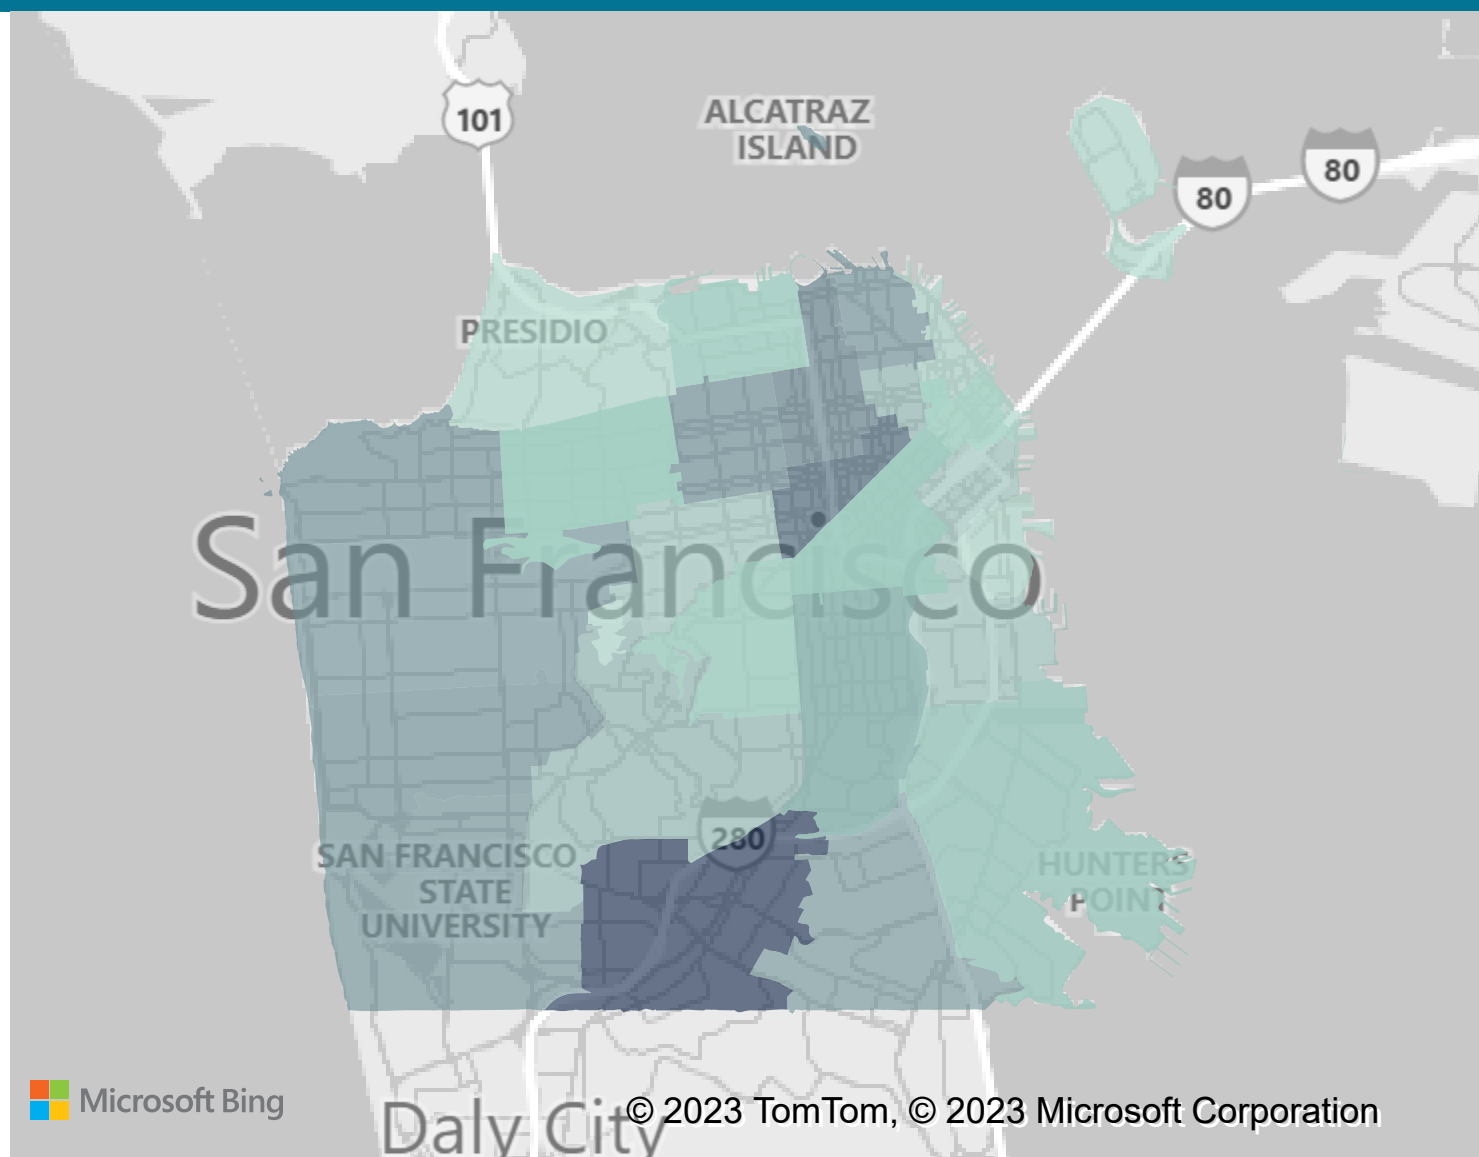 101
ALCATRAZ
ISLAND
80
80
PRESIDIO
San Francisco
280
SAN FRANCISCO
STATE
UNIVERSITY
HUNTERS
POINT
Microsoft Bing
Daly City
© 2023 TomTom, © 2023 Microsoft Corporation